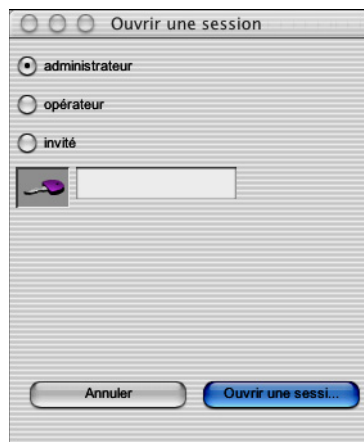 Ouvrir une session
administrateur
opérateur
invité
Annuler
Ouvrir une sessi...